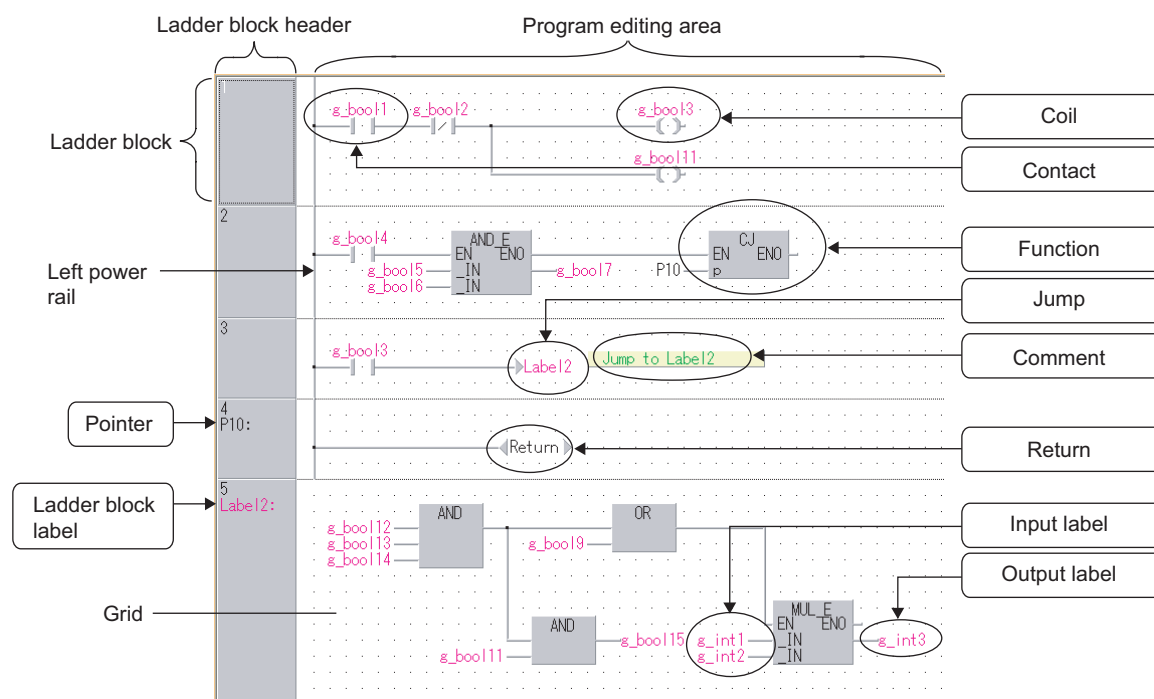 Ladder block header
Program editing area
1
g_bool1
g_bool2
g_bool3
Coil
Ladder block
g_bool11
Contact
2
g_bool4
AND_E
CJ
EN ENO
EN ENO
Function
Left power
rail
g_bool5
_IN
g_bool7
P10
p
g_bool6
_IN
Jump
3
g_bool3
Label2
Jump to Label2
Comment
4
Pointer
P10:
Return
Return
5
Ladder block
label
Label2:
AND
OR
g_bool12
g_bool13
g_bool14
g_bool9
Input label
Output label
Grid
AND
MUL_E
EN ENO
g_bool15
g_int1
_IN
g_int3
g_bool11
g_int2
_IN